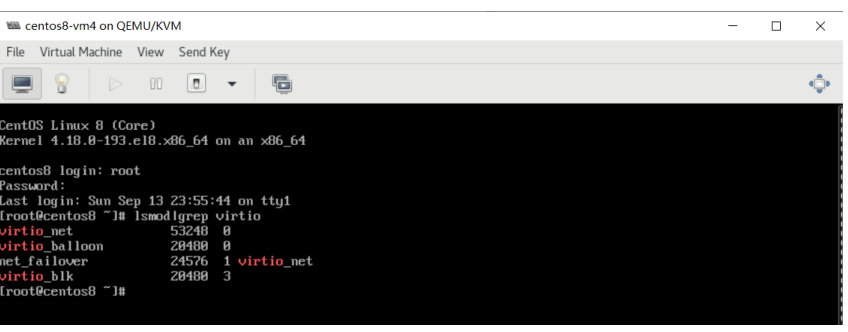 centos8-vm4 on QEMU/KVM
File Virtual Machine View Send Key
CentOS Linux 8 (Core)
Kernel 4.18.0-193.el8.x86_64 on an x86_64
centos8 login: root
Password:
Last login: Sun Sep 13 23:55:44 on tty1
[root@centos8 ~]# lsmod|grep virtio
virtio_net 53248 0
virtio_balloon 20480 0
net_failover 24576 1 virtio_net
virtio_blk 20480 3
[root@centos8 ~]#